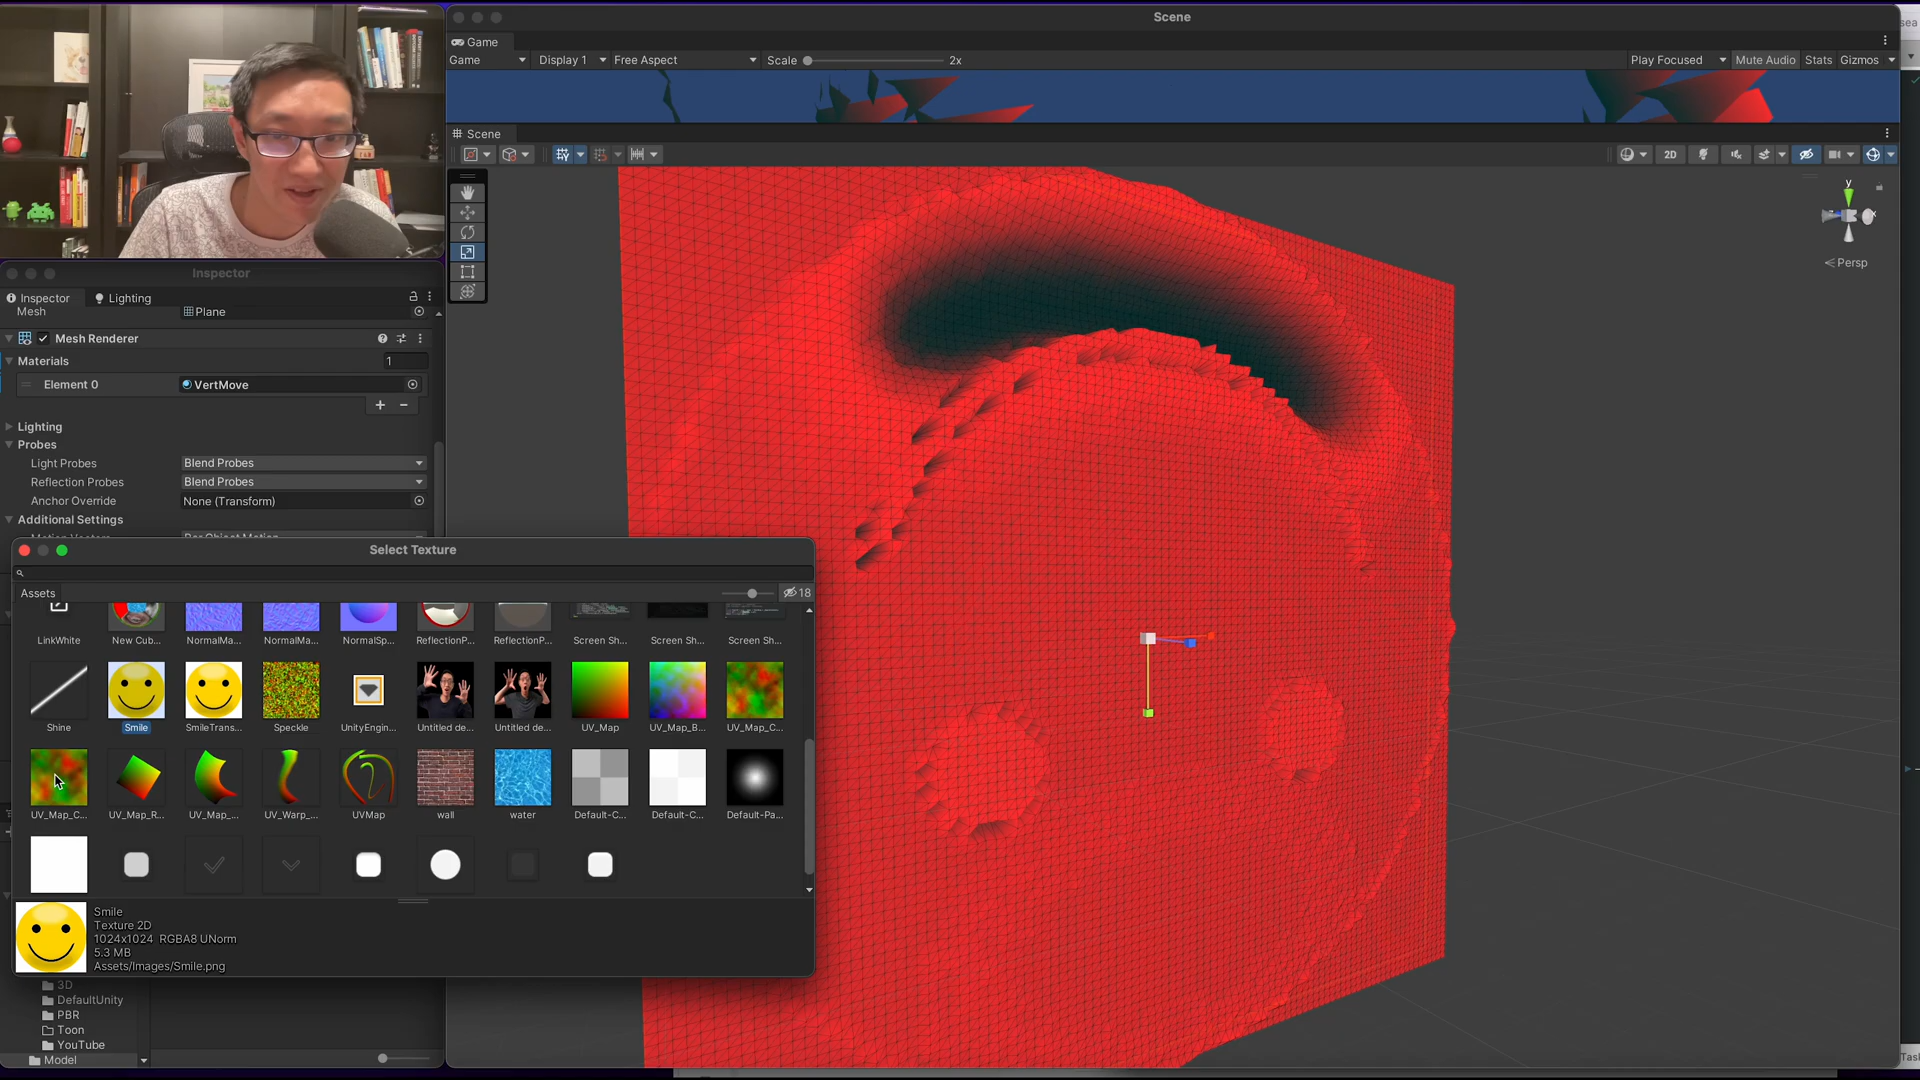 Scene
Game
Game Display 1 Free Aspect Scale 2x Play Focused Mute Audio Stats Gizmos
Scene
2D
y
Persp
Inspector
Inspector Lighting
Mesh Plane
Mesh Renderer
Materials 1
Element 0 VertMove
Lighting
Probes
Light Probes Blend Probes
Reflection Probes Blend Probes
Anchor Override None (Transform)
Additional Settings
Select Texture
Assets 18
LinkWhite New Cub... NormalMa... NormalMa... NormalSp... ReflectionP... ReflectionP... Screen Sh... Screen Sh... Screen Sh...
Shine Smile SmileTrans... Speckle UnityEngin... Untitled de... Untitled de... UV_Map UV_Map_B... UV_Map_C...
UV_Map_C... UV_Map_R... UV_Map_... UV_Warp_... UVMap wall water Default-C... Default-C... Default-Pa...
Smile
Texture 2D
1024x1024 RGBA8 UNorm
5.3 MB
Assets/Images/Smile.png
3D
DefaultUnity
PBR
Toon
YouTube
Model